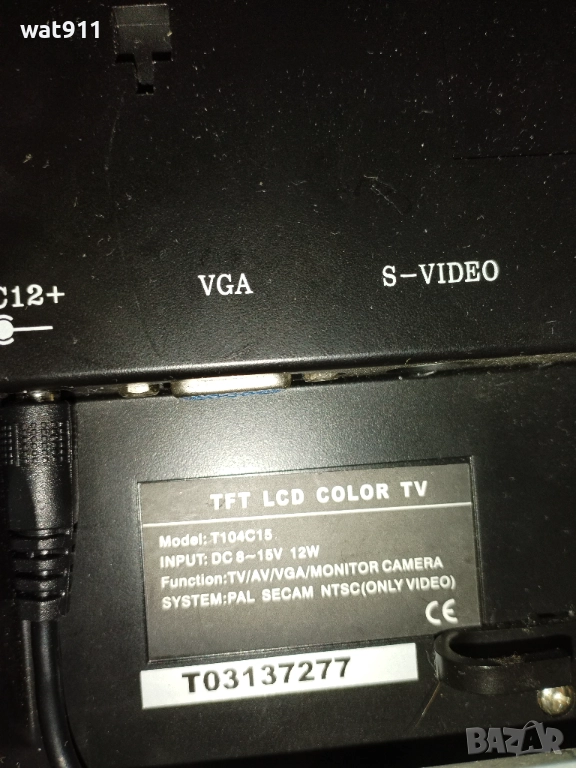 wat911
C12+
VGA
S-VIDEO
TFT LCD COLOR TV
Model: T104C15
INPUT: DC 8-15V 12W
Function:TV/AV/VGA/MONITOR CAMERA
SYSTEM:PAL SECAM NTSC(ONLY VIDEO)
CE
T03137277
BAZAR